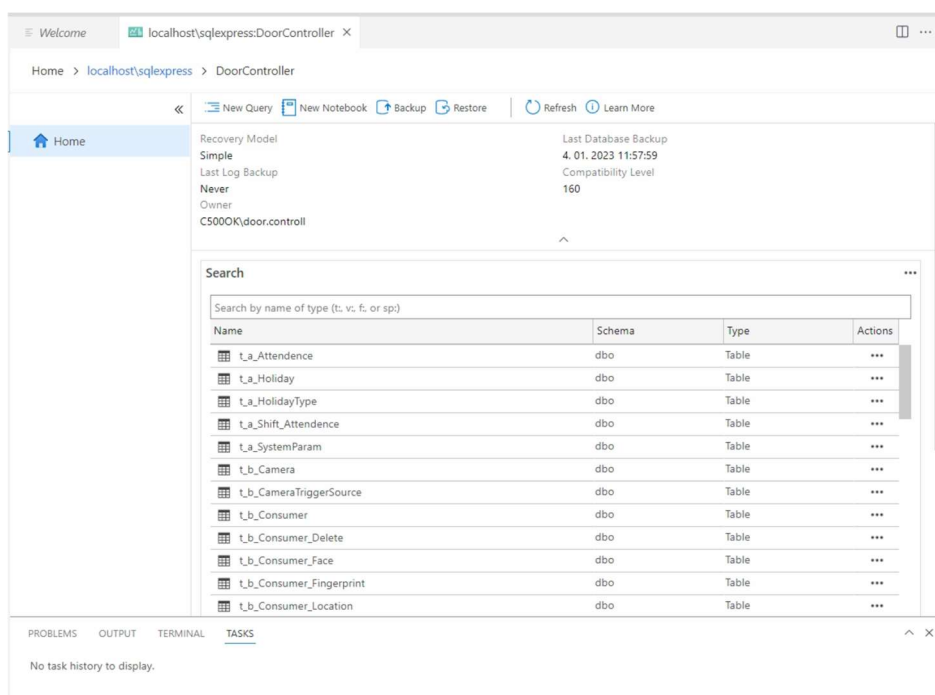 Welcome
localhost\sqlexpress:DoorController
Home > localhost\sqlexpress > DoorController
New Query New Notebook Backup Restore Refresh Learn More
Home
Recovery Model Last Database Backup
Simple 4. 01. 2023 11:57:59
Last Log Backup Compatibility Level
Never 160
Owner
C500OK\door.controll
Search
Search by name of type (t:, v:, f:, or sp:)
Name Schema Type Actions
t_a_Attendence dbo Table
t_a_Holiday dbo Table
t_a_HolidayType dbo Table
t_a_Shift_Attendence dbo Table
t_a_SystemParam dbo Table
t_b_Camera dbo Table
t_b_CameraTriggerSource dbo Table
t_b_Consumer dbo Table
t_b_Consumer_Delete dbo Table
t_b_Consumer_Face dbo Table
t_b_Consumer_Fingerprint dbo Table
t_b_Consumer_Location dbo Table
PROBLEMS OUTPUT TERMINAL TASKS
No task history to display.